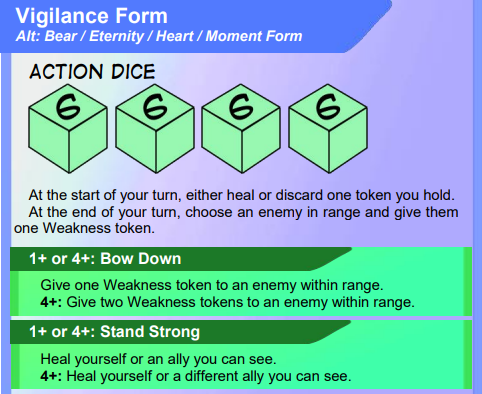 Vigilance Form
Alt: Bear / Eternity / Heart / Moment Form
ACTION DICE
6 6 6 6
At the start of your turn, either heal or discard one token you hold.
At the end of your turn, choose an enemy in range and give them
one Weakness token.
1+ or 4+: Bow Down
Give one Weakness token to an enemy within range.
4+: Give two Weakness tokens to an enemy within range.
1+ or 4+: Stand Strong
Heal yourself or an ally you can see.
4+: Heal yourself or a different ally you can see.